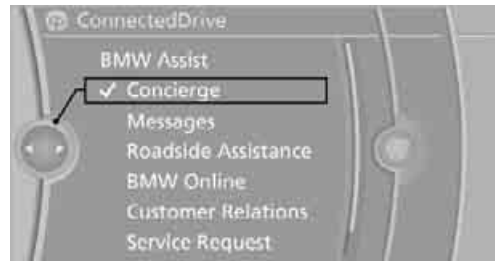 ConnectedDrive
BMW Assist
Concierge
Messages
Roadside Assistance
BMW Online
Customer Relations
Service Request